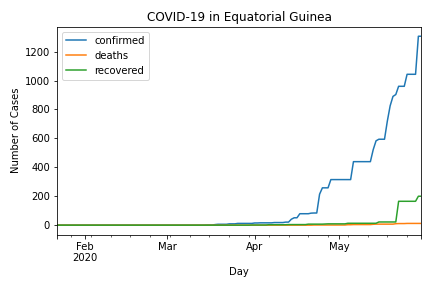 COVID-19 in Equatorial Guinea
confirmed
deaths
recovered
Number of Cases
1200
1000
800
600
400
200
0
Feb
2020
Mar
Apr
May
Day